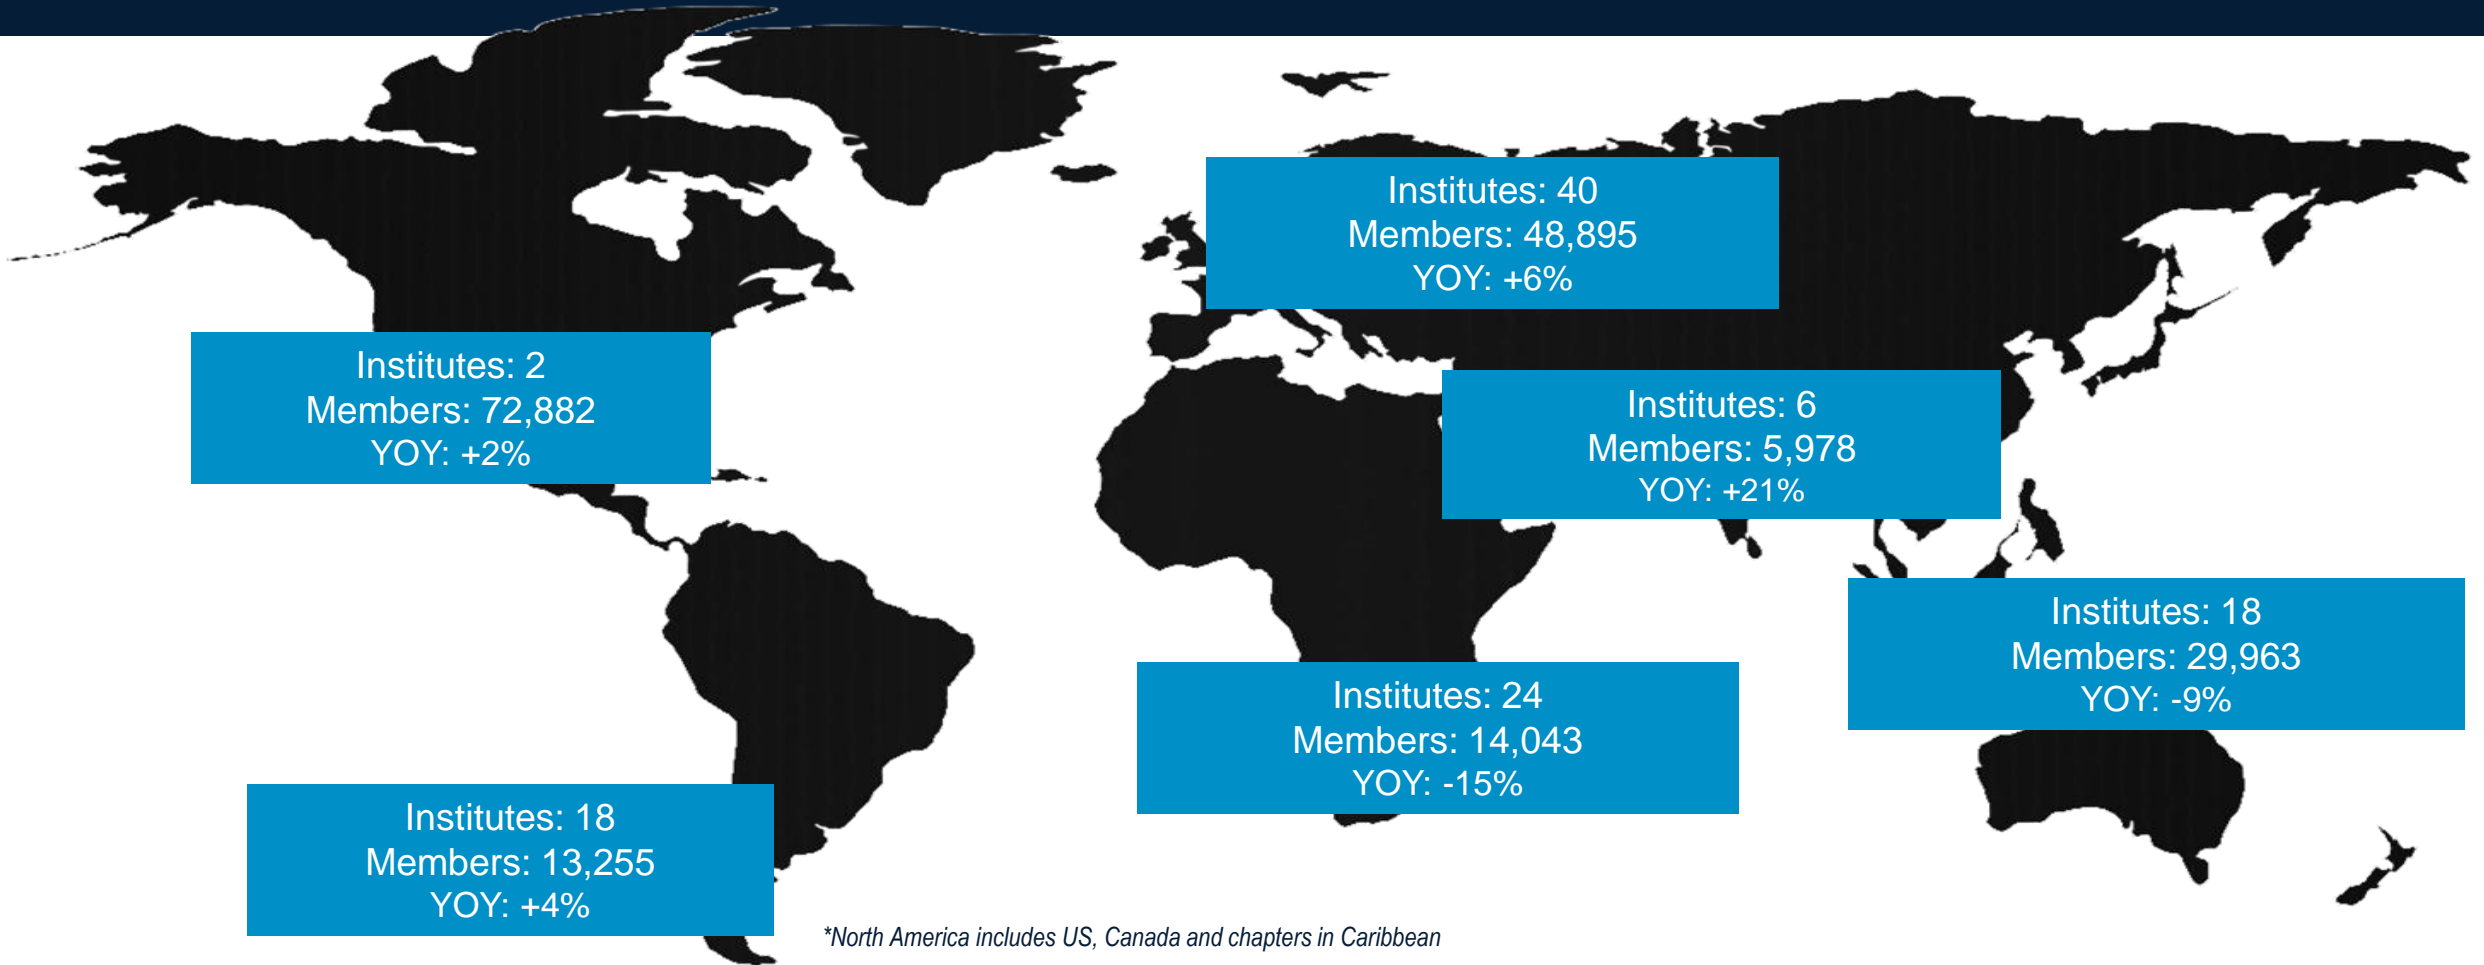 Institutes: 40
Members: 48,895
YOY: +6%
Institutes: 2
Members: 72,882
YOY: +2%
Institutes: 6
Members: 5,978
YOY: +21%
Institutes: 18
Members: 29,963
YOY: -9%
Institutes: 24
Members: 14,043
YOY: -15%
Institutes: 18
Members: 13,255
YOY: +4%
*North America includes US, Canada and chapters in Caribbean